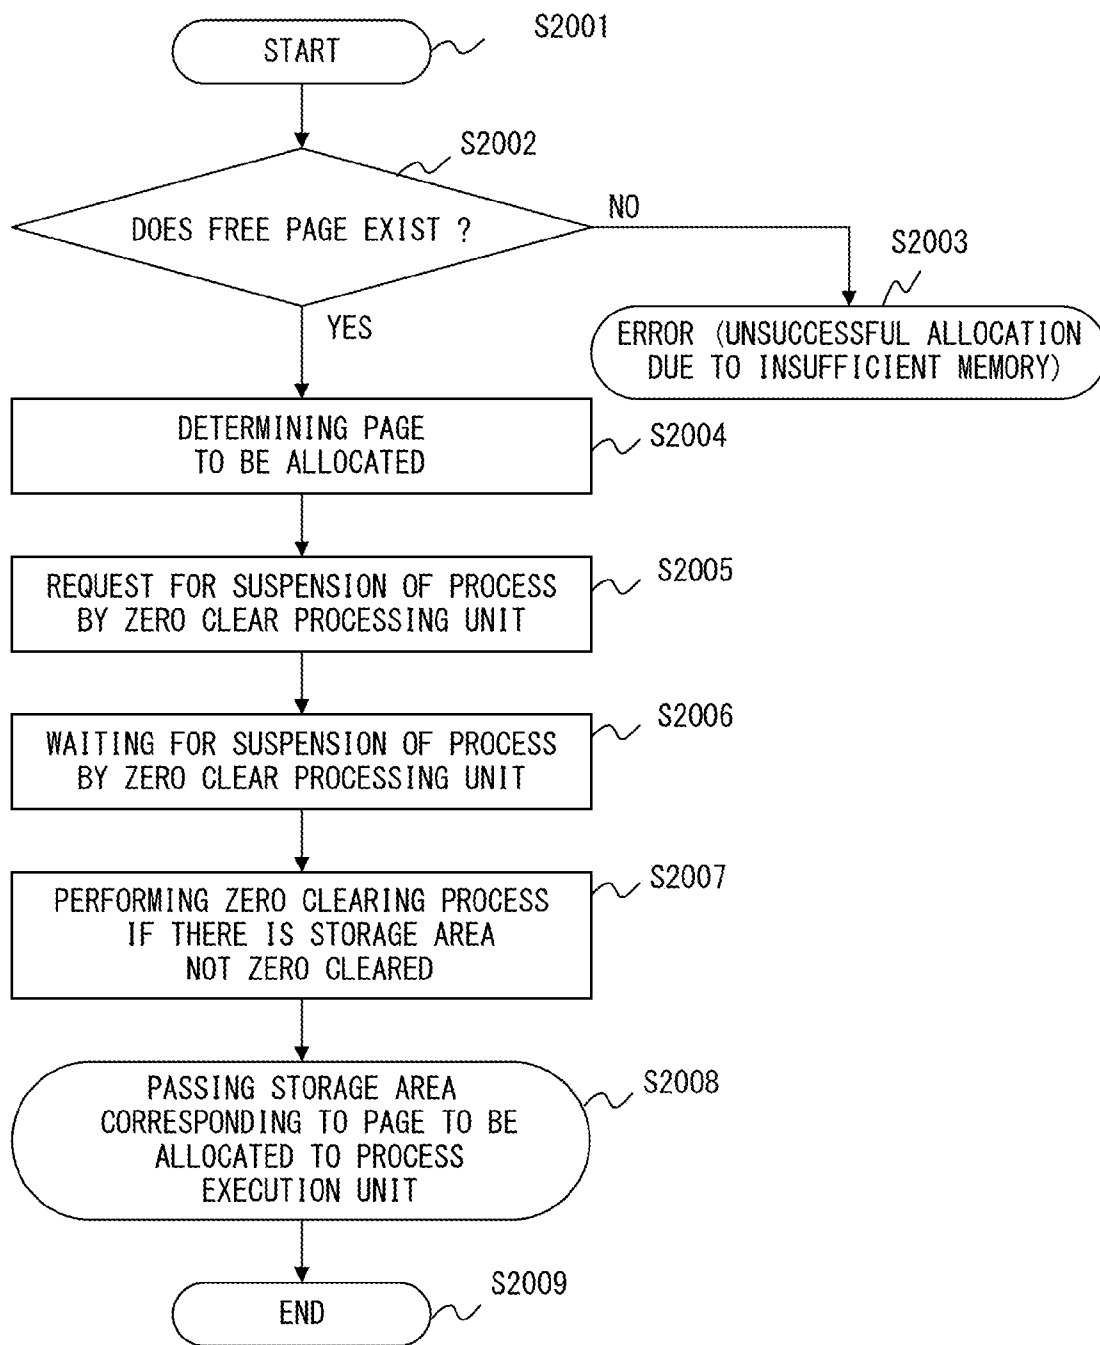 START
S2001
S2002
DOES FREE PAGE EXIST ?
NO
S2003
ERROR (UNSUCCESSFUL ALLOCATION
DUE TO INSUFFICIENT MEMORY)
YES
DETERMINING PAGE
TO BE ALLOCATED
S2004
REQUEST FOR SUSPENSION OF PROCESS
BY ZERO CLEAR PROCESSING UNIT
S2005
WAITING FOR SUSPENSION OF PROCESS
BY ZERO CLEAR PROCESSING UNIT
S2006
PERFORMING ZERO CLEARING PROCESS
IF THERE IS STORAGE AREA
NOT ZERO CLEARED
S2007
PASSING STORAGE AREA
CORRESPONDING TO PAGE TO BE
ALLOCATED TO PROCESS
EXECUTION UNIT
S2008
END
S2009